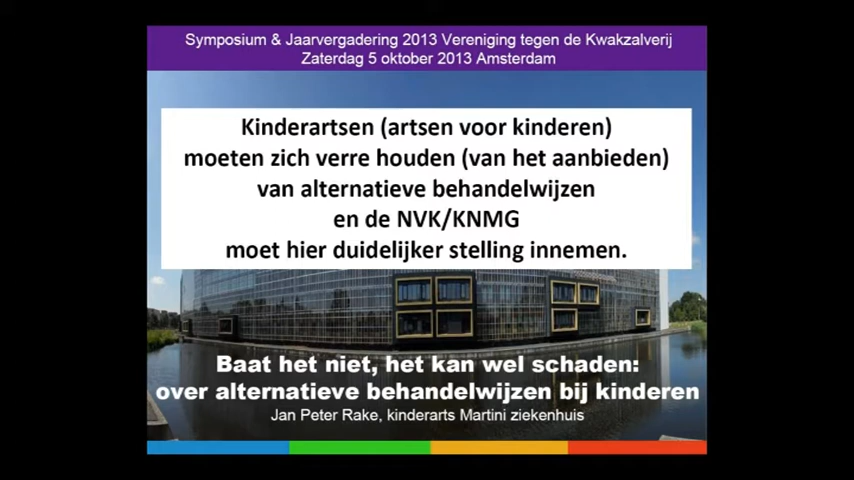 Symposium & Jaarvergadering 2013 Vereniging tegen de Kwakzalverij
Zaterdag 5 oktober 2013 Amsterdam
Kinderartsen (artsen voor kinderen)
moeten zich verre houden (van het aanbieden)
van alternatieve behandelwijzen
en de NVK/KNMG
moet hier duidelijker stelling innemen.
Baat het niet, het kan wel schaden:
over alternatieve behandelwijzen bij kinderen
Jan Peter Rake, kinderarts Martini ziekenhuis